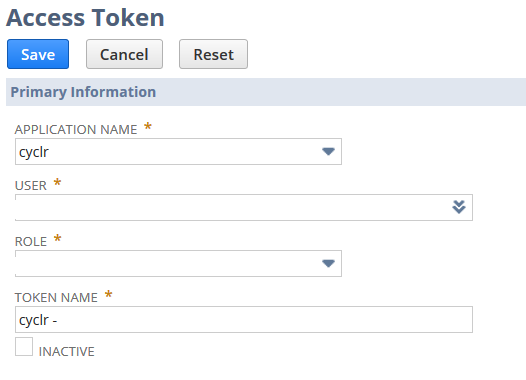 Access Token
Save Cancel Reset
Primary Information
APPLICATION NAME *
cyclr
USER *
ROLE *
TOKEN NAME *
cyclr -
INACTIVE